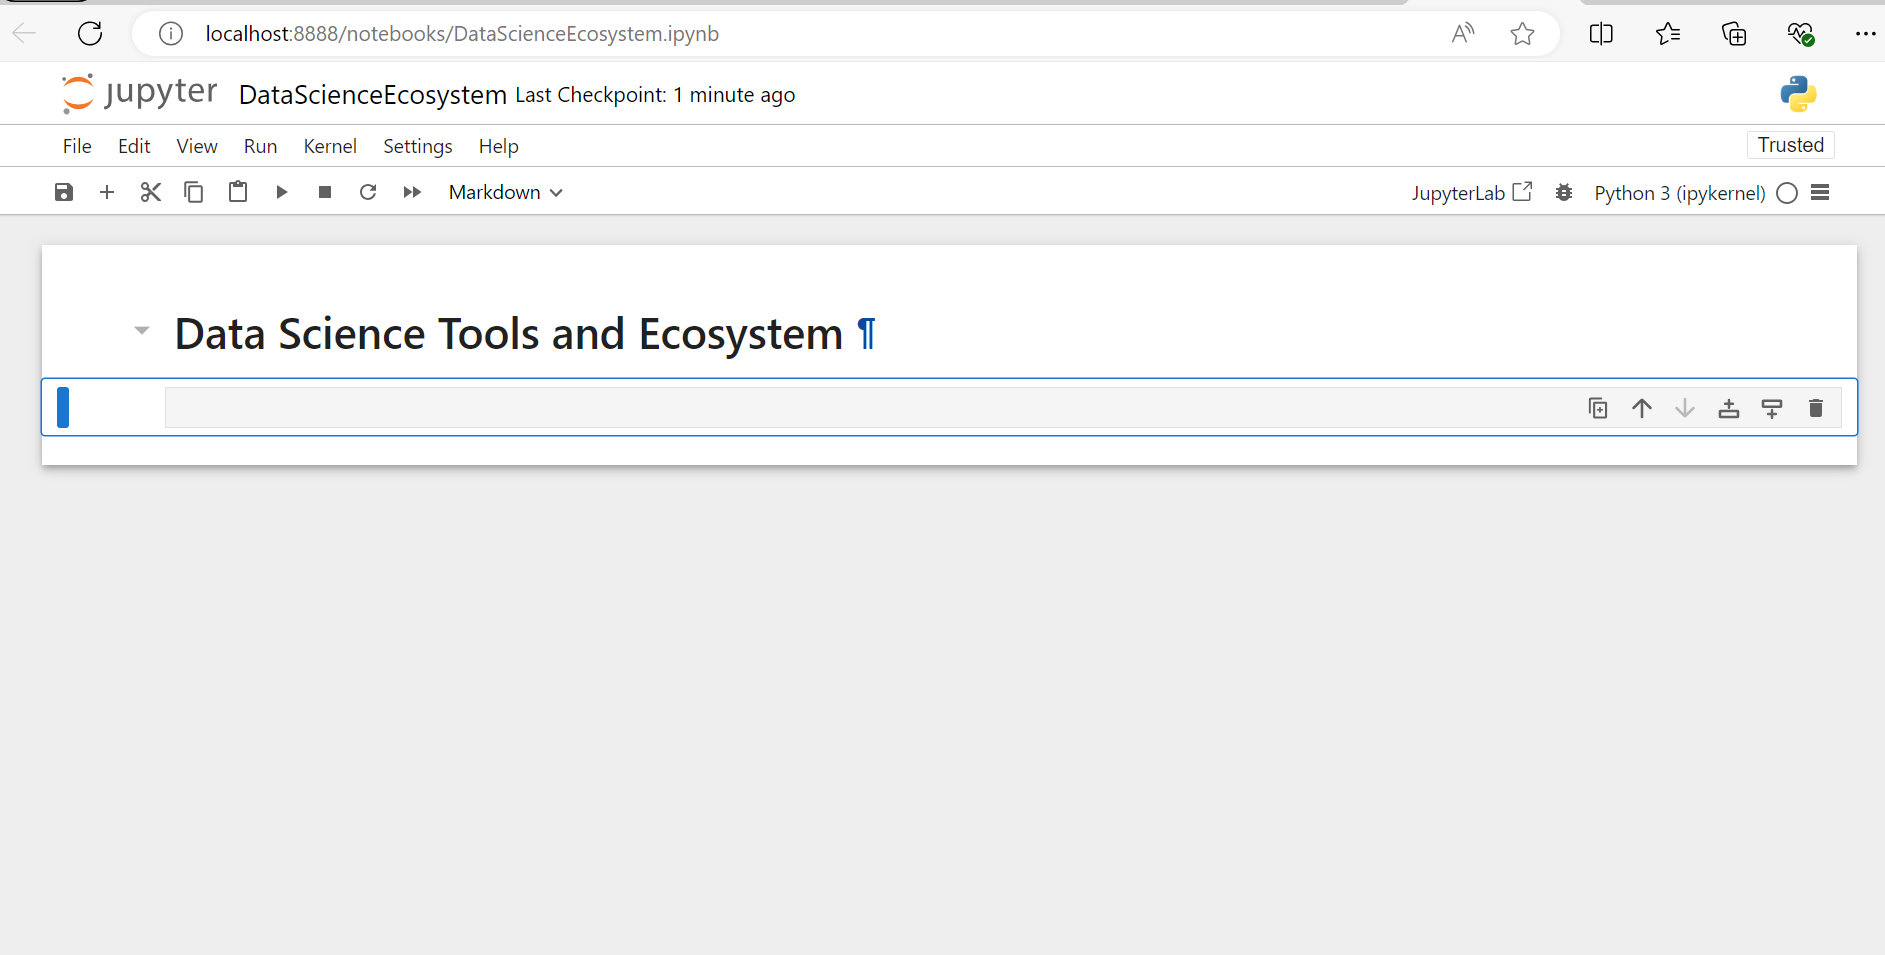 localhost:8888/notebooks/DataScienceEcosystem.ipynb
jupyter DataScienceEcosystem Last Checkpoint: 1 minute ago
File Edit View Run Kernel Settings Help Trusted
Markdown JupyterLab Python 3 (ipykernel)
Data Science Tools and Ecosystem ¶